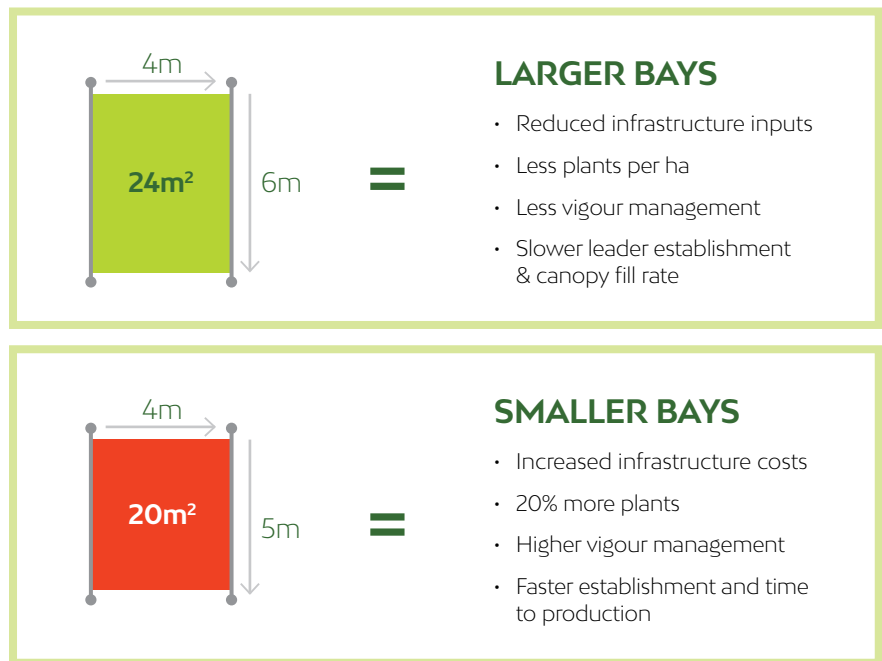 4m
24m²
6m
=
LARGER BAYS
• Reduced infrastructure inputs
• Less plants per ha
• Less vigour management
• Slower leader establishment
& canopy fill rate
4m
20m²
5m
=
SMALLER BAYS
• Increased infrastructure costs
• 20% more plants
• Higher vigour management
• Faster establishment and time
to production